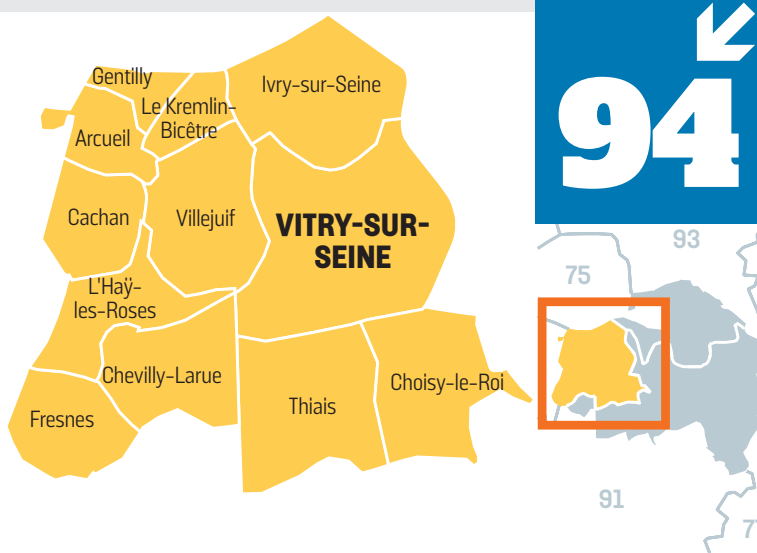 94
Gentilly
Ivry-sur-Seine
Le Kremlin-
Bicêtre
Arcueil
Cachan
Villejuif
VITRY-SUR-
SEINE
L'Haÿ-
les-Roses
Chevilly-Larue
Choisy-le-Roi
Thiais
Fresnes
93
75
91